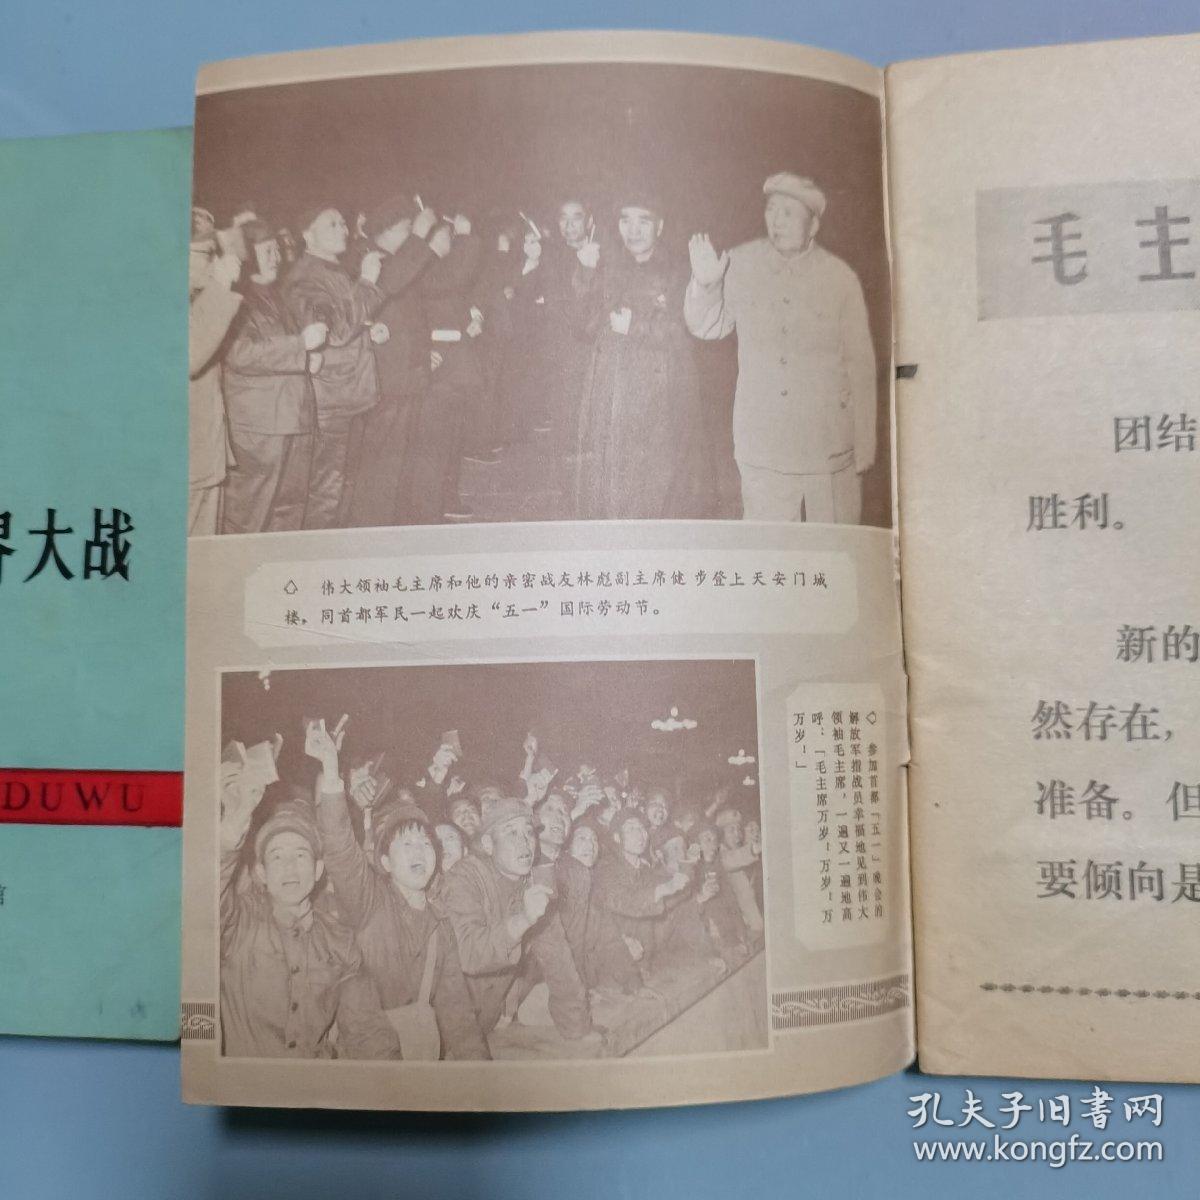 界大战
DUWU
馆
◇ 伟大领袖毛主席和他的亲密战友林彪副主席健步登上天安门城
楼，同首都军民一起欢庆“五一”国际劳动节。
◇ 参加首都「五一」晚会的
解放军指战员幸福地见到伟大
领袖毛主席，一遍又一遍地高
呼：「毛主席万岁！万岁！万
万岁！」
毛主
团结
胜利。
新的
然存在，
准备。但
要倾向是
孔夫子旧书网
www.kongfz.com